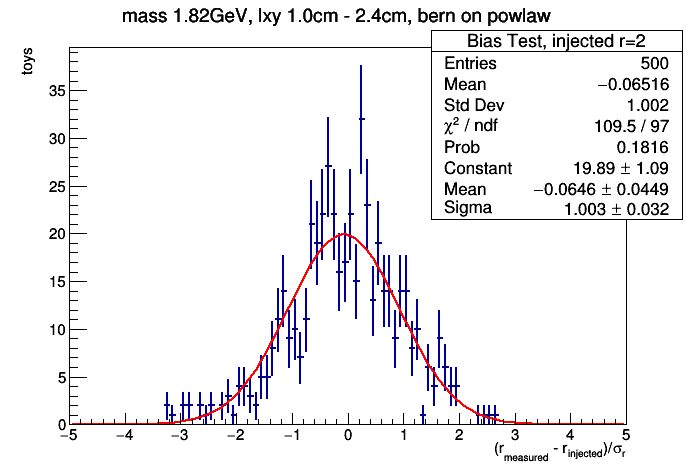 mass 1.82GeV, lxy 1.0cm - 2.4cm, bern on powlaw
toys
Bias Test, injected r=2
Entries 500
Mean −0.06516
Std Dev 1.002
χ² / ndf 109.5 / 97
Prob 0.1816
Constant 19.89 ± 1.09
Mean −0.0646 ± 0.0449
Sigma 1.003 ± 0.032
35
30
25
20
15
10
5
0
−5 −4 −3 −2 −1 0 1 2 3 4 5
(r_measured - r_injected)/σ_r